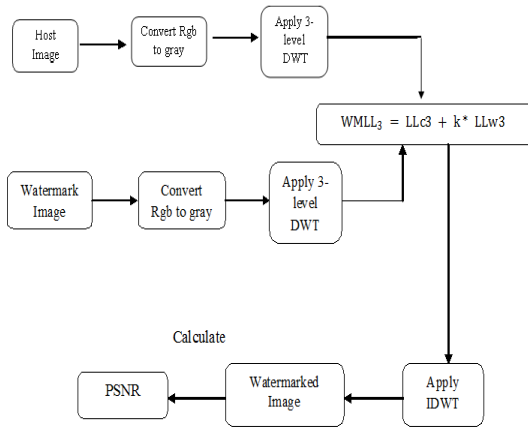 Host
Image
Convert Rgb
to gray
Apply 3-
level
DWT
WMLL₃ = LLc3 + k* LLw3
Watermark
Image
Convert
Rgb to gray
Apply 3-
level
DWT
Calculate
PSNR
Watermarked
Image
Apply
IDWT